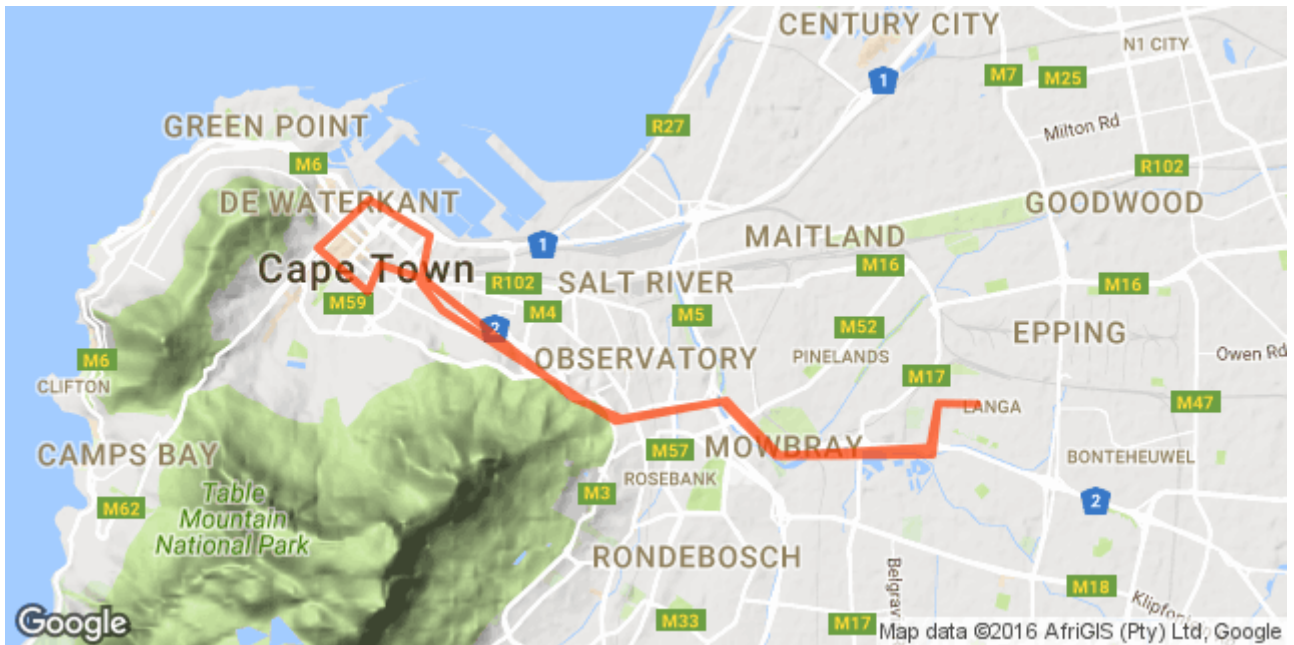 CENTURY CITY
N1 CITY
1
M7
M25
R27
GREEN POINT
Milton Rd
M6
R102
DE WATERKANT
GOODWOOD
MAITLAND
1
M16
Cape Town
R102
SALT RIVER
M16
M59
M4
M5
M52
EPPING
2
OBSERVATORY
PINELANDS
Owen Rd
M6
M17
CLIFTON
LANGA
M47
CAMPS BAY
M57
MOWBRAY
BONTEHEUWEL
ROSEBANK
Table
Mountain
National Park
M3
2
M62
RONDEBOSCH
M18
Belgrav
Klipfont
M33
M17
Google
Map data ©2016 AfriGIS (Pty) Ltd, Google